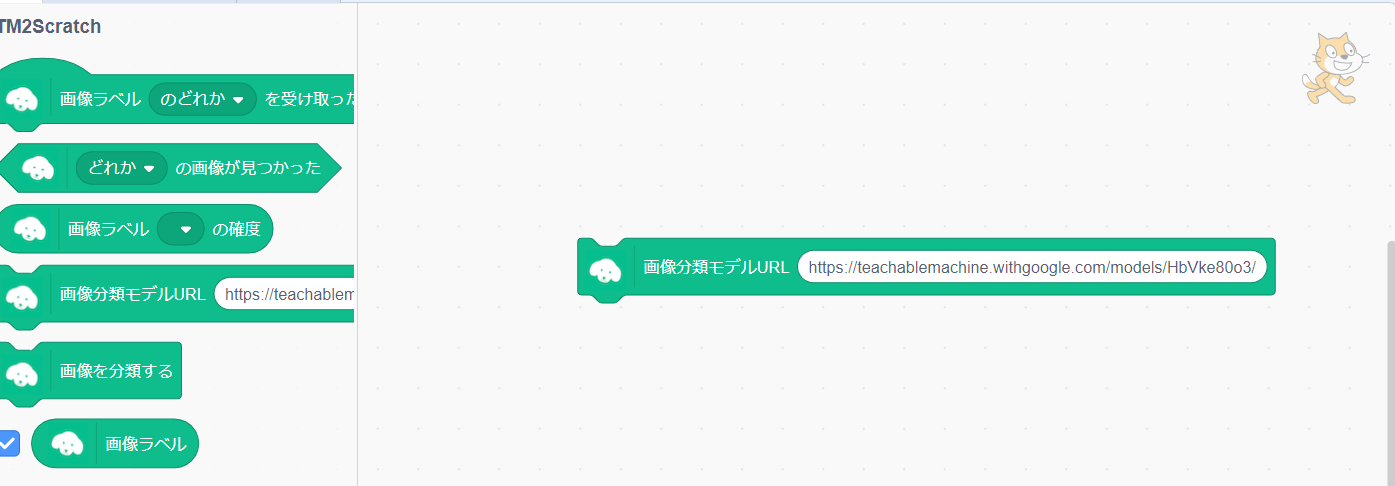 TM2Scratch
画像ラベル のどれか を受け取った
どれか の画像が見つかった
画像ラベル の確度
画像分類モデルURL https://teachablem
画像分類モデルURL https://teachablemachine.withgoogle.com/models/HbVke80o3/
画像を分類する
画像ラベル